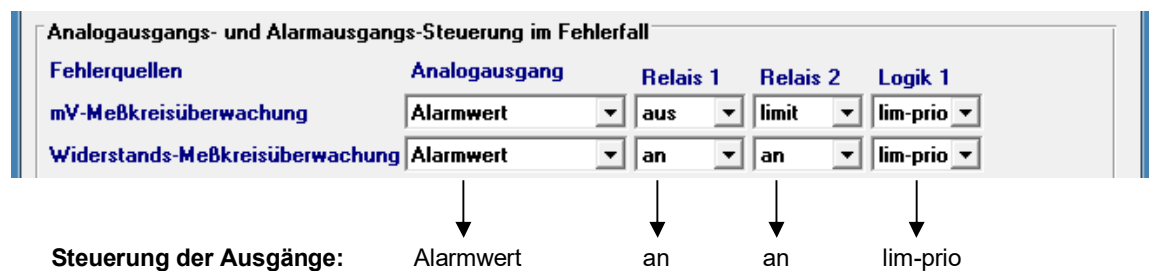 Analogausgangs- und Alarmausgangs-Steuerung im Fehlerfall
Fehlerquellen Analogausgang Relais 1 Relais 2 Logik 1
mV-Meßkreisüberwachung Alarmwert aus limit lim-prio
Widerstands-Meßkreisüberwachung Alarmwert an an lim-prio
Steuerung der Ausgänge: Alarmwert an an lim-prio